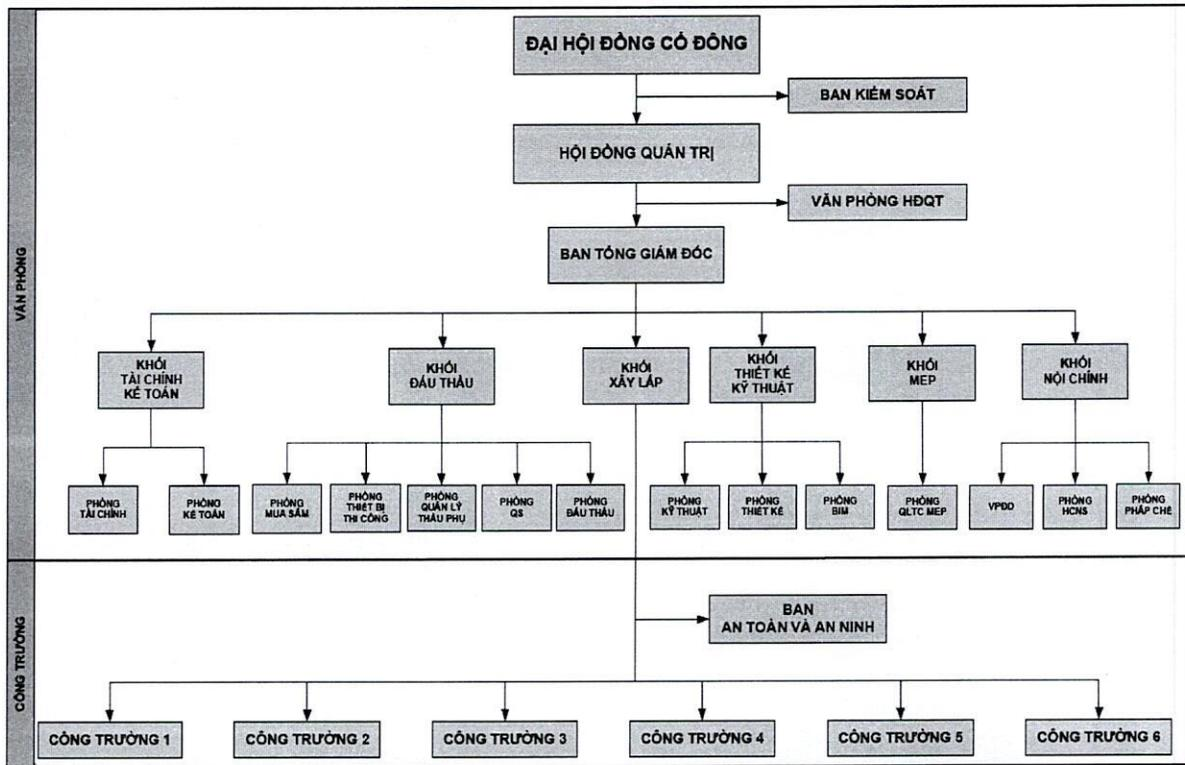 VĂN PHÒNG
ĐẠI HỘI ĐỒNG CỔ ĐÔNG
BAN KIỂM SOÁT
HỘI ĐỒNG QUẢN TRỊ
VĂN PHÒNG HĐQT
BAN TỔNG GIÁM ĐỐC
KHỐI
TÀI CHÍNH
KẾ TOÁN
KHỐI
ĐẤU THẦU
KHỐI
XÂY LẮP
KHỐI
THIẾT KẾ
KỸ THUẬT
KHỐI
MEP
KHỐI
NỘI CHÍNH
PHÒNG
TÀI CHÍNH
PHÒNG
KẾ TOÁN
PHÒNG
MUA SẮM
PHÒNG
THIẾT BỊ
THI CÔNG
PHÒNG
QUẢN LÝ
THẦU PHỤ
PHÒNG
QS
PHÒNG
ĐẤU THẦU
PHÒNG
KỸ THUẬT
PHÒNG
THIẾT KẾ
PHÒNG
BIM
PHÒNG
QLTC MEP
VPĐD
PHÒNG
HCNS
PHÒNG
PHÁP CHẾ
CÔNG TRƯỜNG
BAN
AN TOÀN VÀ AN NINH
CÔNG TRƯỜNG 1
CÔNG TRƯỜNG 2
CÔNG TRƯỜNG 3
CÔNG TRƯỜNG 4
CÔNG TRƯỜNG 5
CÔNG TRƯỜNG 6